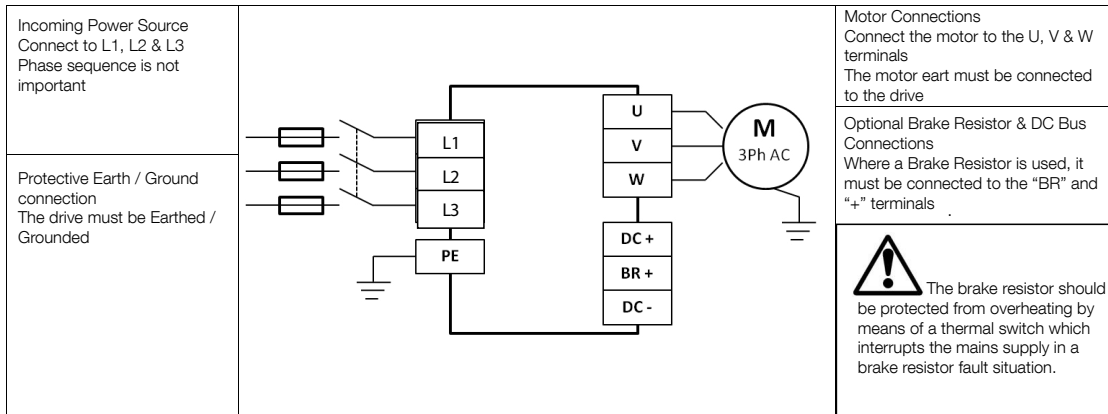 Incoming Power Source
Connect to L1, L2 & L3
Phase sequence is not
important
Protective Earth / Ground
connection
The drive must be Earthed /
Grounded
L1
L2
L3
PE
U
V
W
DC +
BR +
DC -
M
3Ph AC
Motor Connections
Connect the motor to the U, V & W
terminals
The motor eart must be connected
to the drive
Optional Brake Resistor & DC Bus
Connections
Where a Brake Resistor is used, it
must be connected to the “BR” and
“+” terminals
.
The brake resistor should
be protected from overheating by
means of a thermal switch which
interrupts the mains supply in a
brake resistor fault situation.